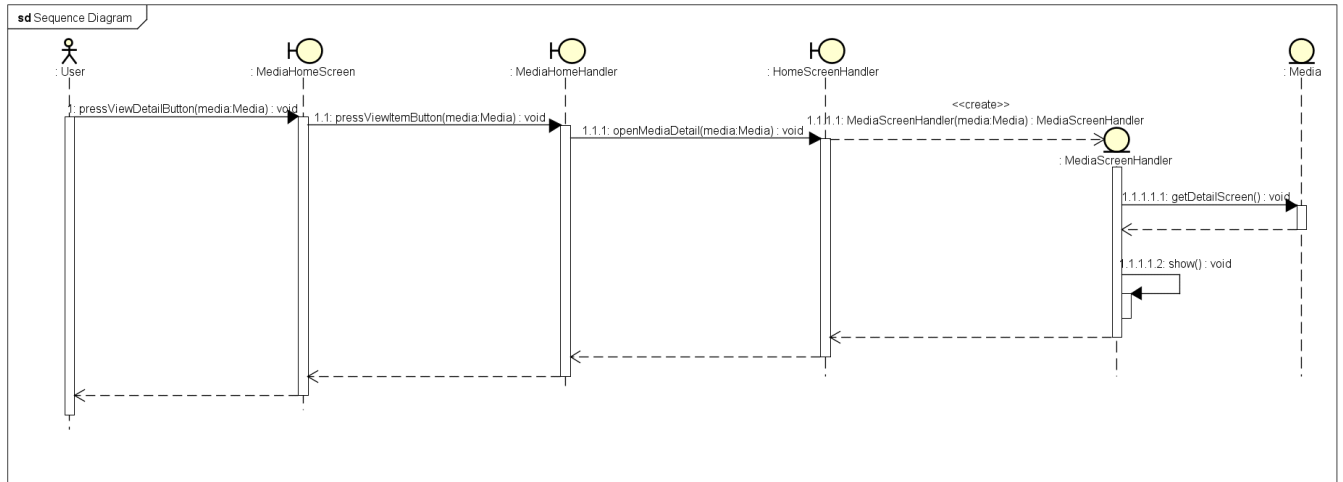 sd Sequence Diagram
: User
: MediaHomeScreen
: MediaHomeHandler
: HomeScreenHandler
: Media
1: pressViewDetailButton(media:Media) : void
1.1: pressViewItemButton(media:Media) : void
1.1.1: openMediaDetail(media:Media) : void
<<create>>
1.1.1.1: MediaScreenHandler(media:Media) : MediaScreenHandler
: MediaScreenHandler
1.1.1.1.1: getDetailScreen() : void
1.1.1.1.2: show() : void